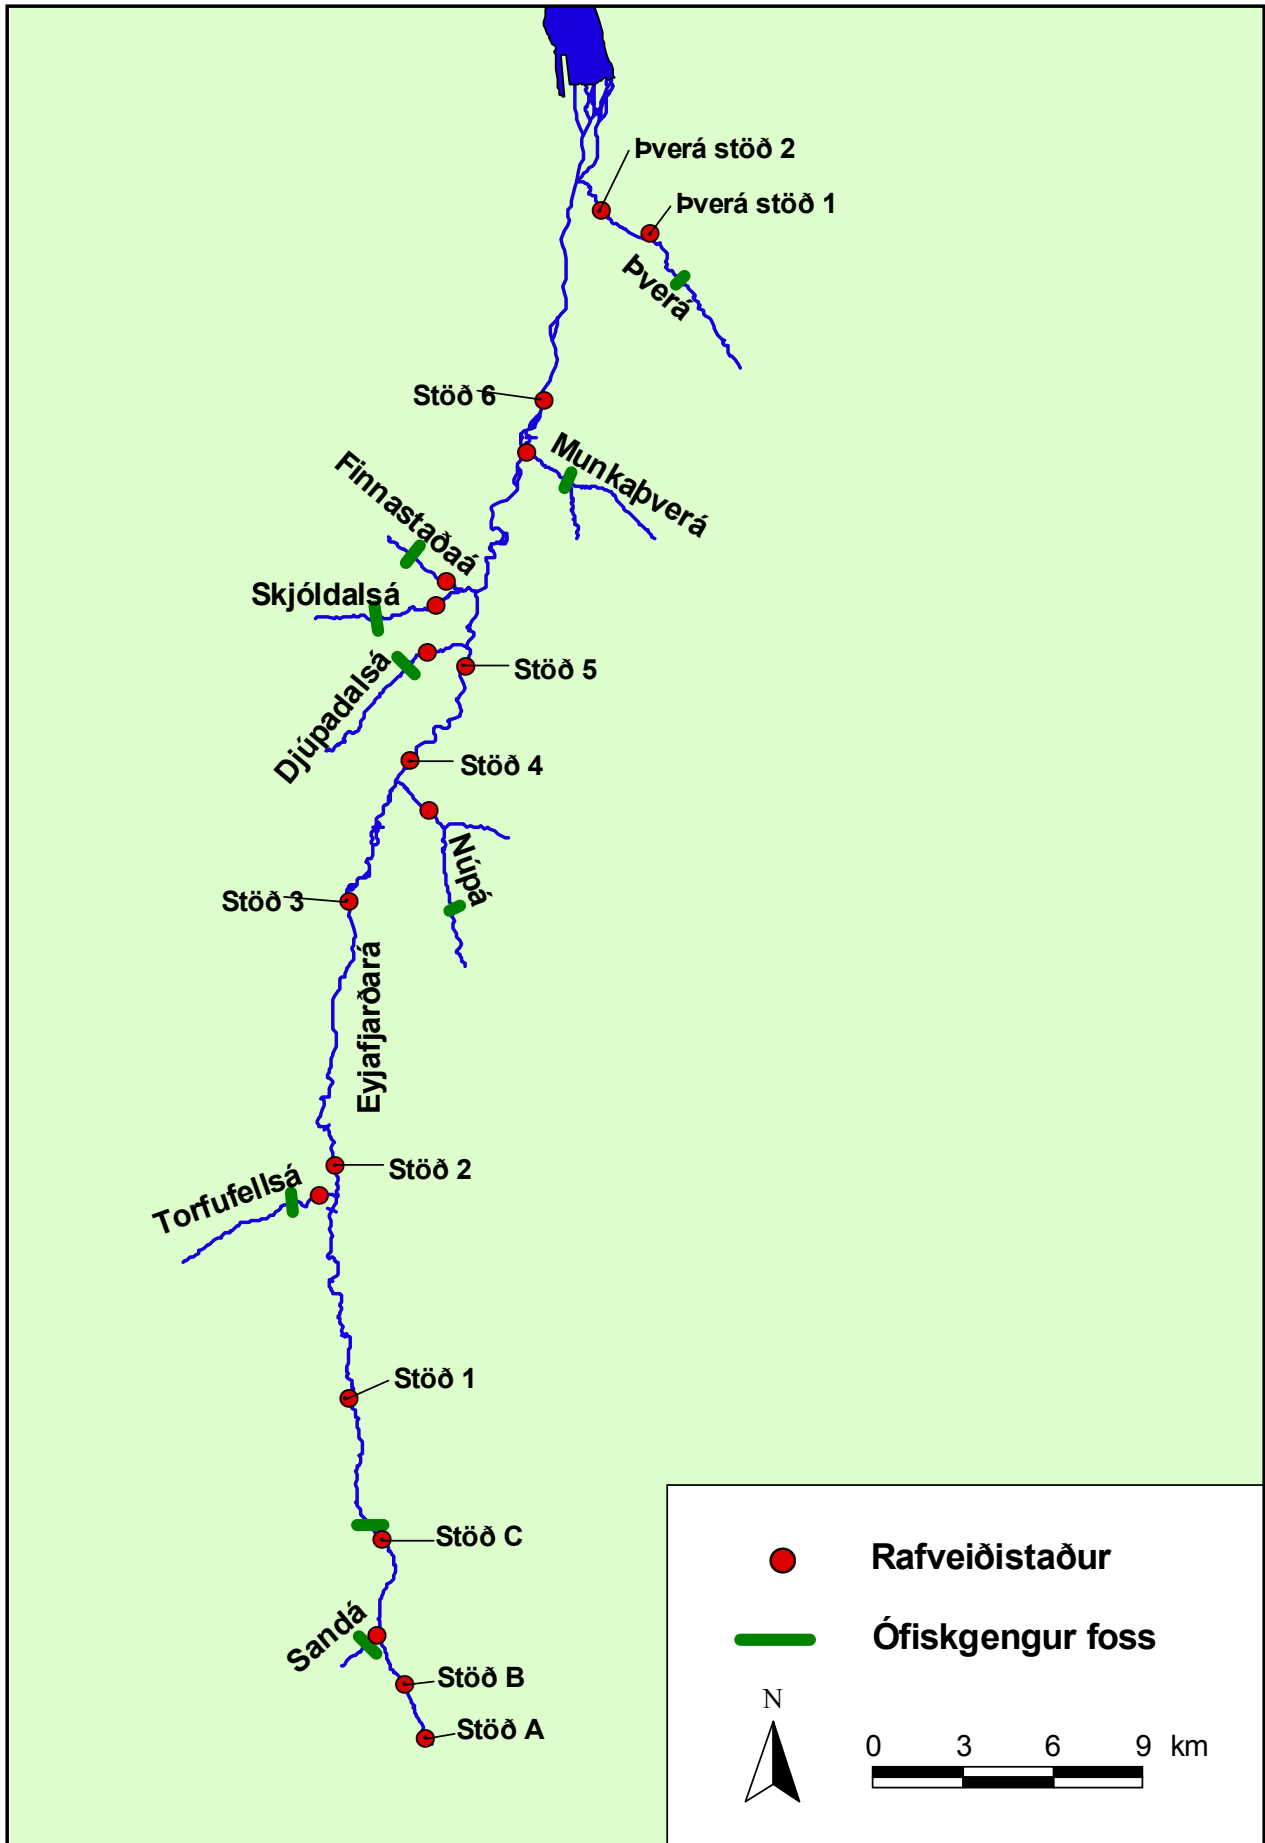 Þverá stöð 2
Þverá stöð 1
Þverá
Stöð 6
Munkaþverá
Finnastaðaá
Skjóldalsá
Djúpadalsá
Stöð 5
Stöð 4
Núpá
Stöð 3
Eyjafjarðará
Stöð 2
Torfufellsá
Stöð 1
Stöð C
Sandá
Stöð B
Stöð A
Rafveiðistaður
Ófiskgengur foss
N
0 3 6 9 km